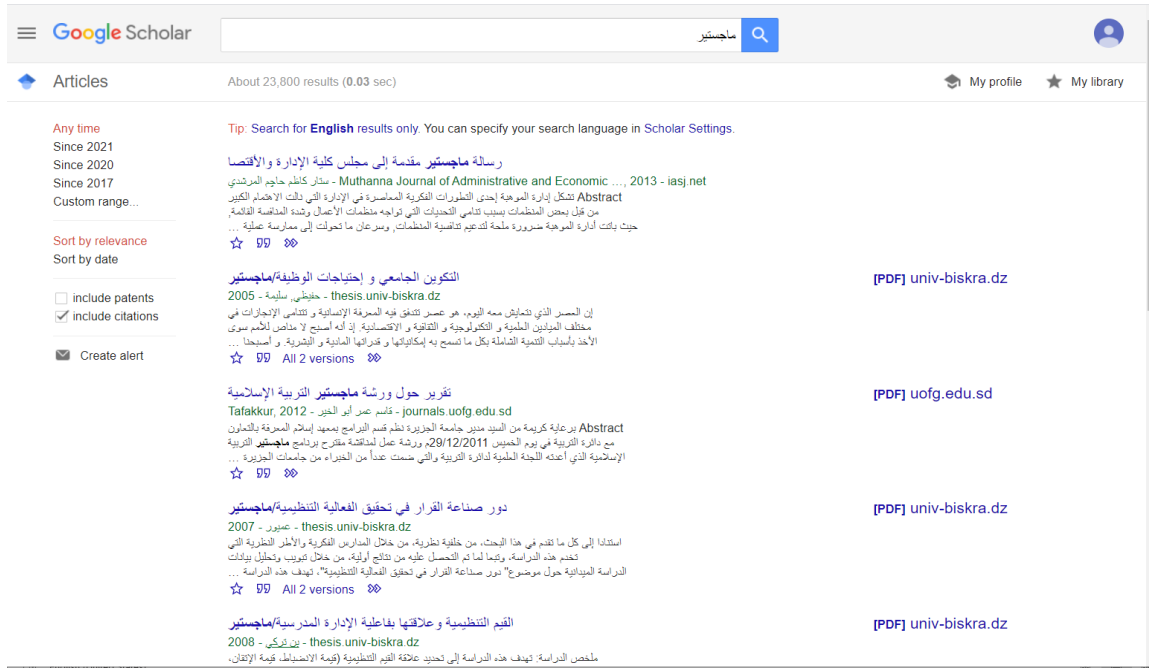 Google Scholar
ماجستير
Articles
About 23,800 results (0.03 sec)
My profile
My library
Any time
Since 2021
Since 2020
Since 2017
Custom range...
Sort by relevance
Sort by date
include patents
include citations
Create alert
Tip: Search for English results only. You can specify your search language in Scholar Settings.
رسالة ماجستير مقدمة إلى مجلس كلية الإدارة والأقتصا
ستار كاظم حاجم المرشدي - Muthanna Journal of Administrative and Economic …, 2013 - iasj.net
Abstract تشكل إدارة الموهبة إحدى التطورات الفكرية المعاصرة في الإدارة التي نالت الاهتمام الكبير
من قبل بعض المنظمات بسبب تنامي التحديات التي تواجه منظمات الأعمال وشدة المنافسة القائمة,
حيث باتت أدارة الموهبة ضرورة ملحة لتدعيم تنافسية المنظمات, وسرعان ما تحولت إلى ممارسة عملية …
التكوين الجامعي و إحتياجات الوظيفة/ماجستير
حفيظي, سليمة - 2005 - thesis.univ-biskra.dz
إن العصر الذي نتعايش معه اليوم، هو عصر تتدفق فيه المعرفة الإنسانية و تتنامى الإنجازات في
مختلف الميادين العلمية و التكنولوجية و الثقافية و الاقتصادية. إذ أنه أصبح لا مناص للأمم سوى
الأخذ بأسباب التنمية الشاملة بكل ما تسمح به إمكانياتها و قدراتها المادية و البشرية. و أصبحنا …
All 2 versions
[PDF] univ-biskra.dz
تقرير حول ورشة ماجستير التربية الإسلامية
قاسم عمر أبو الخير - Tafakkur, 2012 - journals.uofg.edu.sd
Abstract برعاية كريمة من السيد مدير جامعة الجزيرة نظم قسم البرامج بمعهد إسلام المعرفة بالتعاون
مع دائرة التربية في يوم الخميس 29/12/2011م ورشة عمل لمناقشة مقترح برنامج ماجستير التربية
الإسلامية الذي أعدته اللجنة العلمية لدائرة التربية والتي ضمت عدداً من الخبراء من جامعات الجزيرة …
[PDF] uofg.edu.sd
دور صناعة القرار في تحقيق الفعالية التنظيمية/ماجستير
عميور - 2007 - thesis.univ-biskra.dz
استنادا إلى كل ما تقدم في هذا البحث، من خلفية نظرية، من خلال المدارس الفكرية والأطر النظرية التي
تخدم هذه الدراسة، وتبعا لما تم التحصل عليه من نتائج أولية، من خلال تبويب وتحليل بيانات
الدراسة الميدانية حول موضوع" دور صناعة القرار في تحقيق الفعالية التنظيمية"، تهدف هذه الدراسة …
All 2 versions
[PDF] univ-biskra.dz
القيم التنظيمية و علاقتها بفاعلية الإدارة المدرسية/ماجستير
بن تركي - 2008 - thesis.univ-biskra.dz
ملخص الدراسة: تهدف هذه الدراسة إلى تحديد علاقة القيم التنظيمية (قيمة الانضباط، قيمة الإتقان،
[PDF] univ-biskra.dz